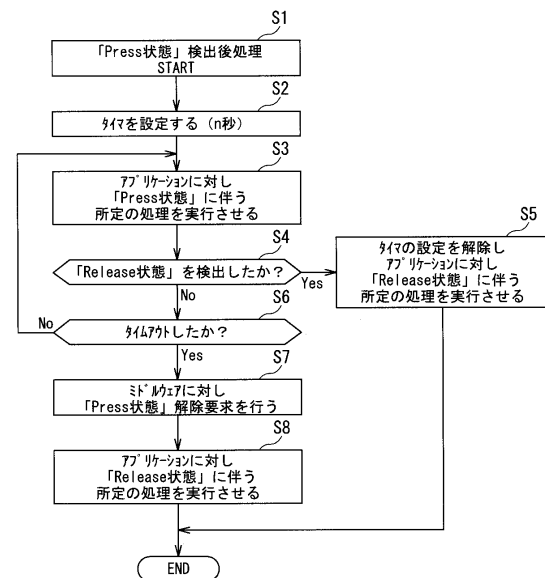 S1
「Press状態」検出後処理
START
S2
タイマを設定する（n秒）
S3
アプリケーションに対し
「Press状態」に伴う
所定の処理を実行させる
S4
「Release状態」を検出したか？
Yes
No
S5
タイマの設定を解除し
アプリケーションに対し
「Release状態」に伴う
所定の処理を実行させる
S6
タイムアウトしたか？
No
Yes
S7
ミドルウェアに対し
「Press状態」解除要求を行う
S8
アプリケーションに対し
「Release状態」に伴う
所定の処理を実行させる
END